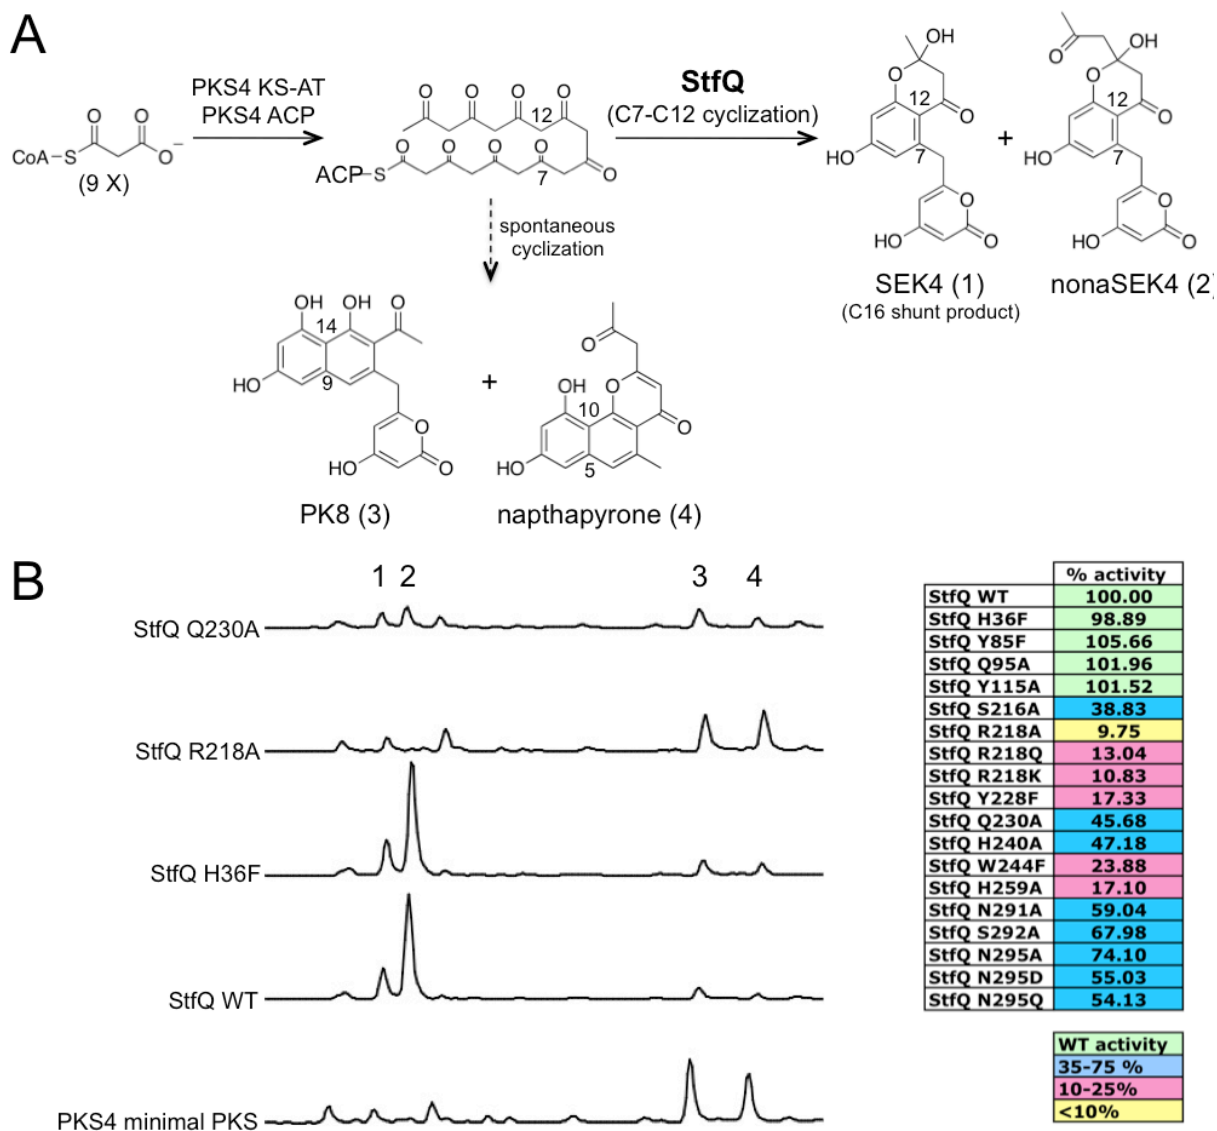 A
PKS4 KS-AT
PKS4 ACP
StfQ
(C7-C12 cyclization)
O O
CoA S O−
(9 X)
O O O O
12
O O O O
7
O
ACP S
spontaneous
cyclization
OH
O
12
O
HO
7
O
HO O
SEK4 (1)
(C16 shunt product)
+
O
OH
O
12
O
HO
7
O
HO O
nonaSEK4 (2)
OH OH O
14
HO
9
O
HO O
PK8 (3)
+
O
OH O
10
O
HO
5
napthapyrone (4)
B
1 2 3 4
StfQ Q230A
StfQ R218A
StfQ H36F
StfQ WT
PKS4 minimal PKS
% activity
StfQ WT 100.00
StfQ H36F 98.89
StfQ Y85F 105.66
StfQ Q95A 101.96
StfQ Y115A 101.52
StfQ S216A 38.83
StfQ R218A 9.75
StfQ R218Q 13.04
StfQ R218K 10.83
StfQ Y228F 17.33
StfQ Q230A 45.68
StfQ H240A 47.18
StfQ W244F 23.88
StfQ H259A 17.10
StfQ N291A 59.04
StfQ S292A 67.98
StfQ N295A 74.10
StfQ N295D 55.03
StfQ N295Q 54.13
WT activity
35-75 %
10-25%
<10%